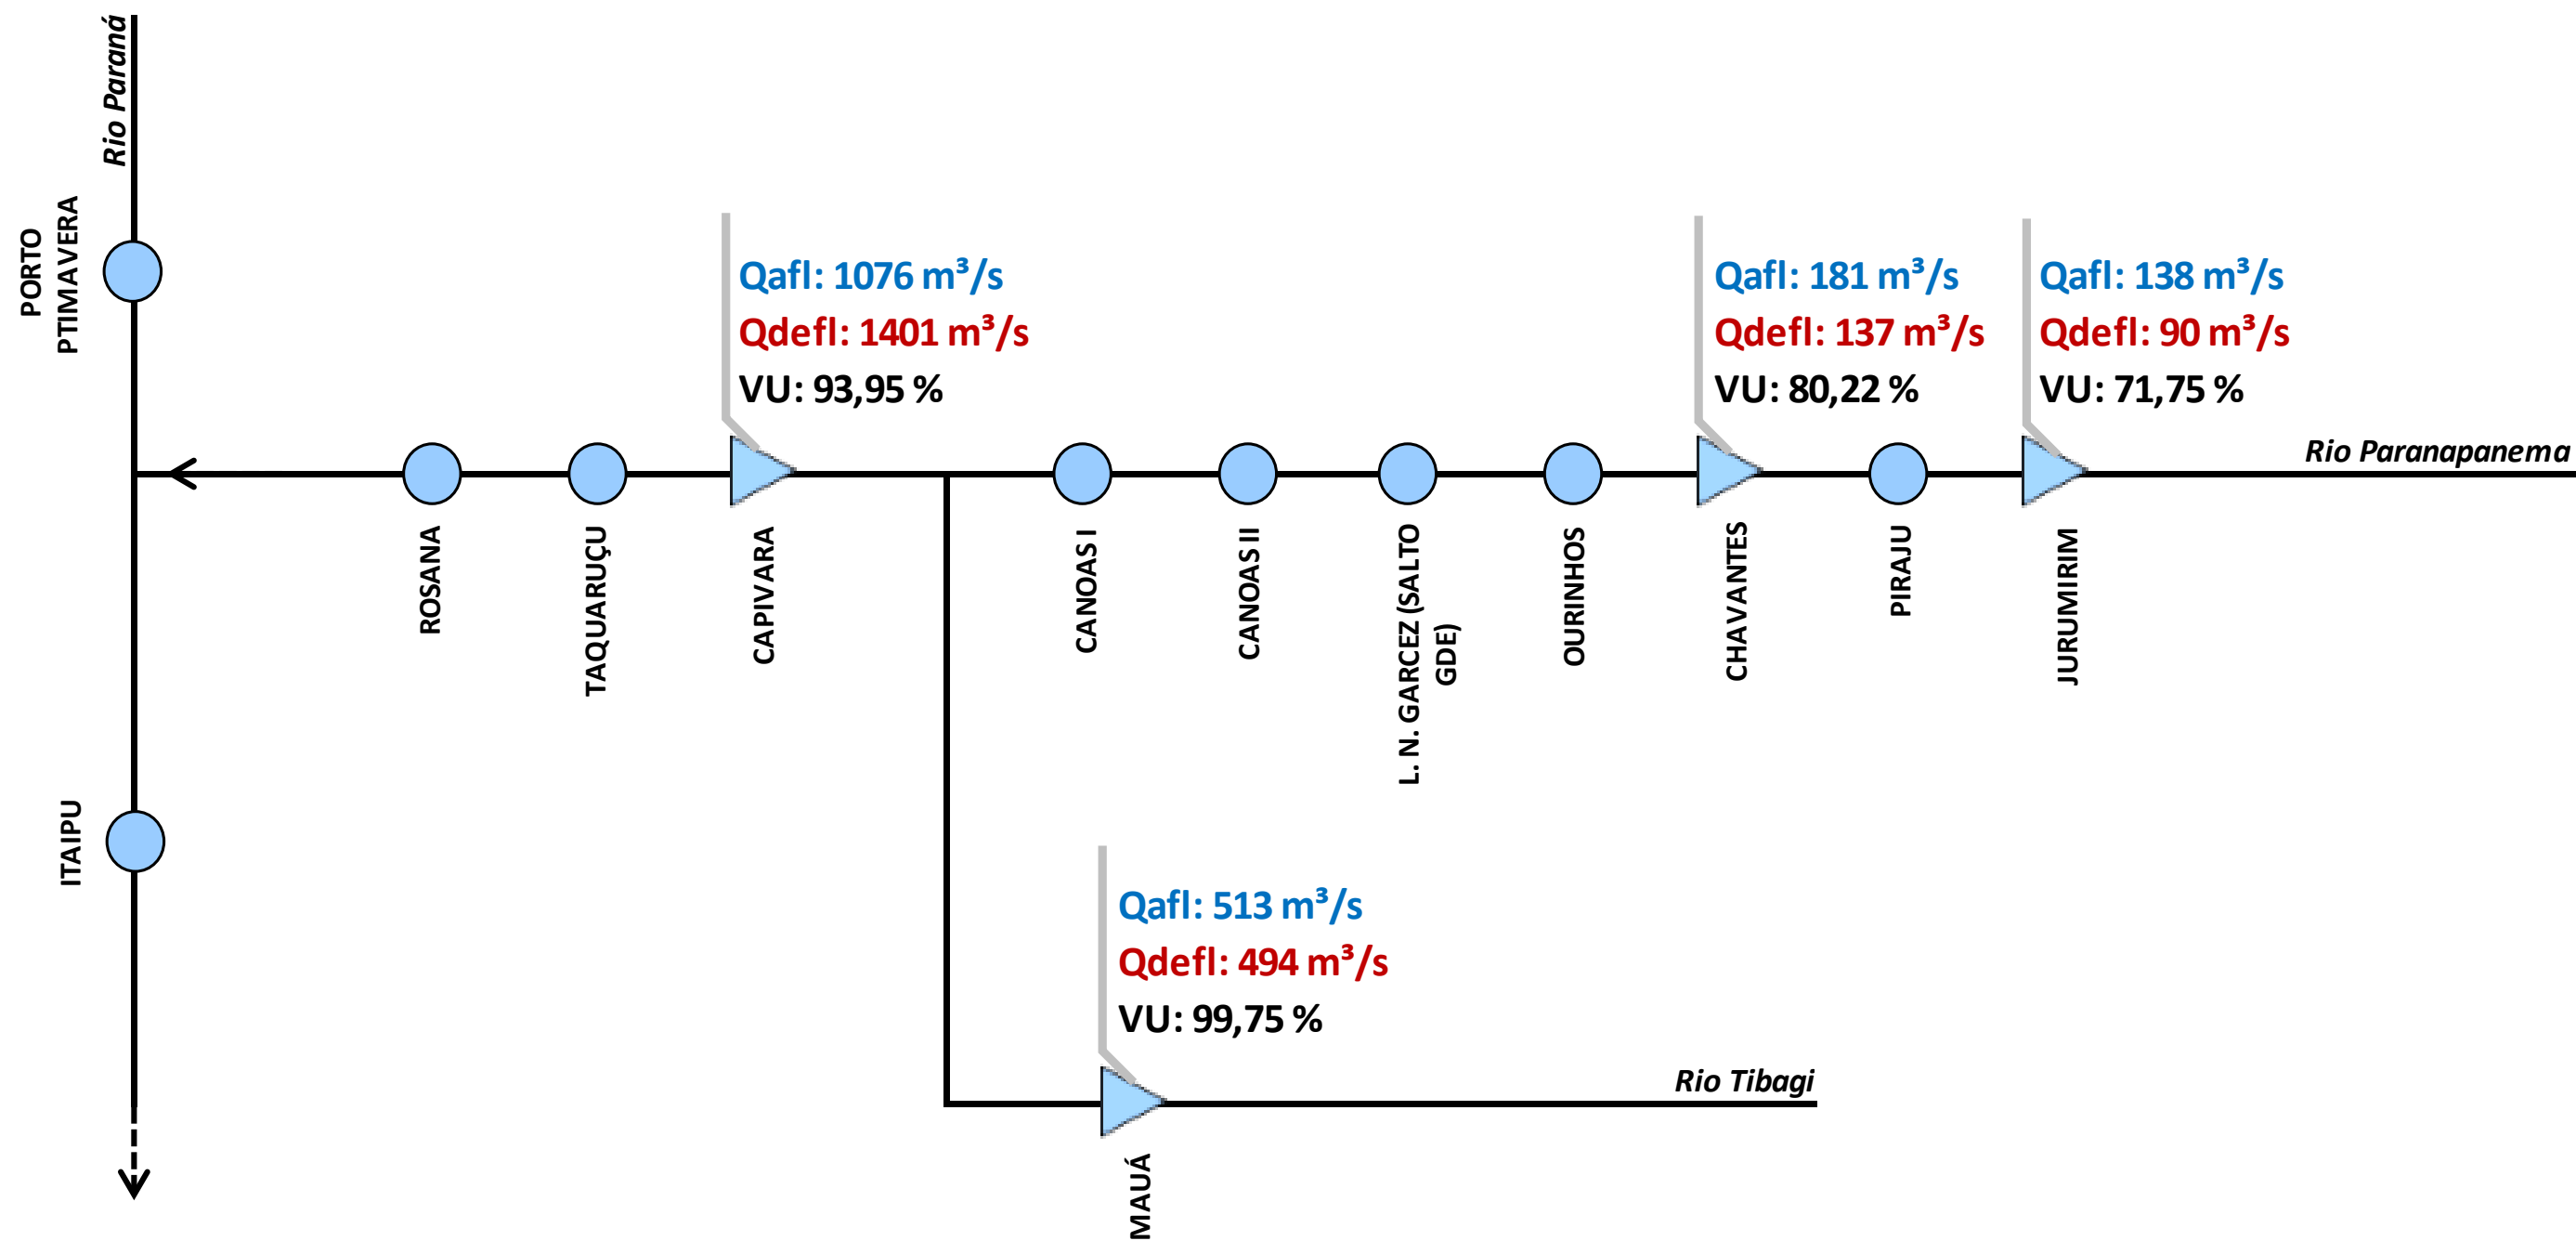 Rio Paraná
PORTO
PTIMAVERA
Qafl: 1076 m³/s
Qdefl: 1401 m³/s
VU: 93,95 %
Qafl: 181 m³/s
Qdefl: 137 m³/s
VU: 80,22 %
Qafl: 138 m³/s
Qdefl: 90 m³/s
VU: 71,75 %
Rio Paranapanema
ROSANA
TAQUARUÇU
CAPIVARA
CANOAS I
CANOAS II
L. N. GARCEZ (SALTO
GDE)
OURINHOS
CHAVANTES
PIRAJU
JURUMIRIM
ITAIPU
Qafl: 513 m³/s
Qdefl: 494 m³/s
VU: 99,75 %
Rio Tibagi
MAUÁ